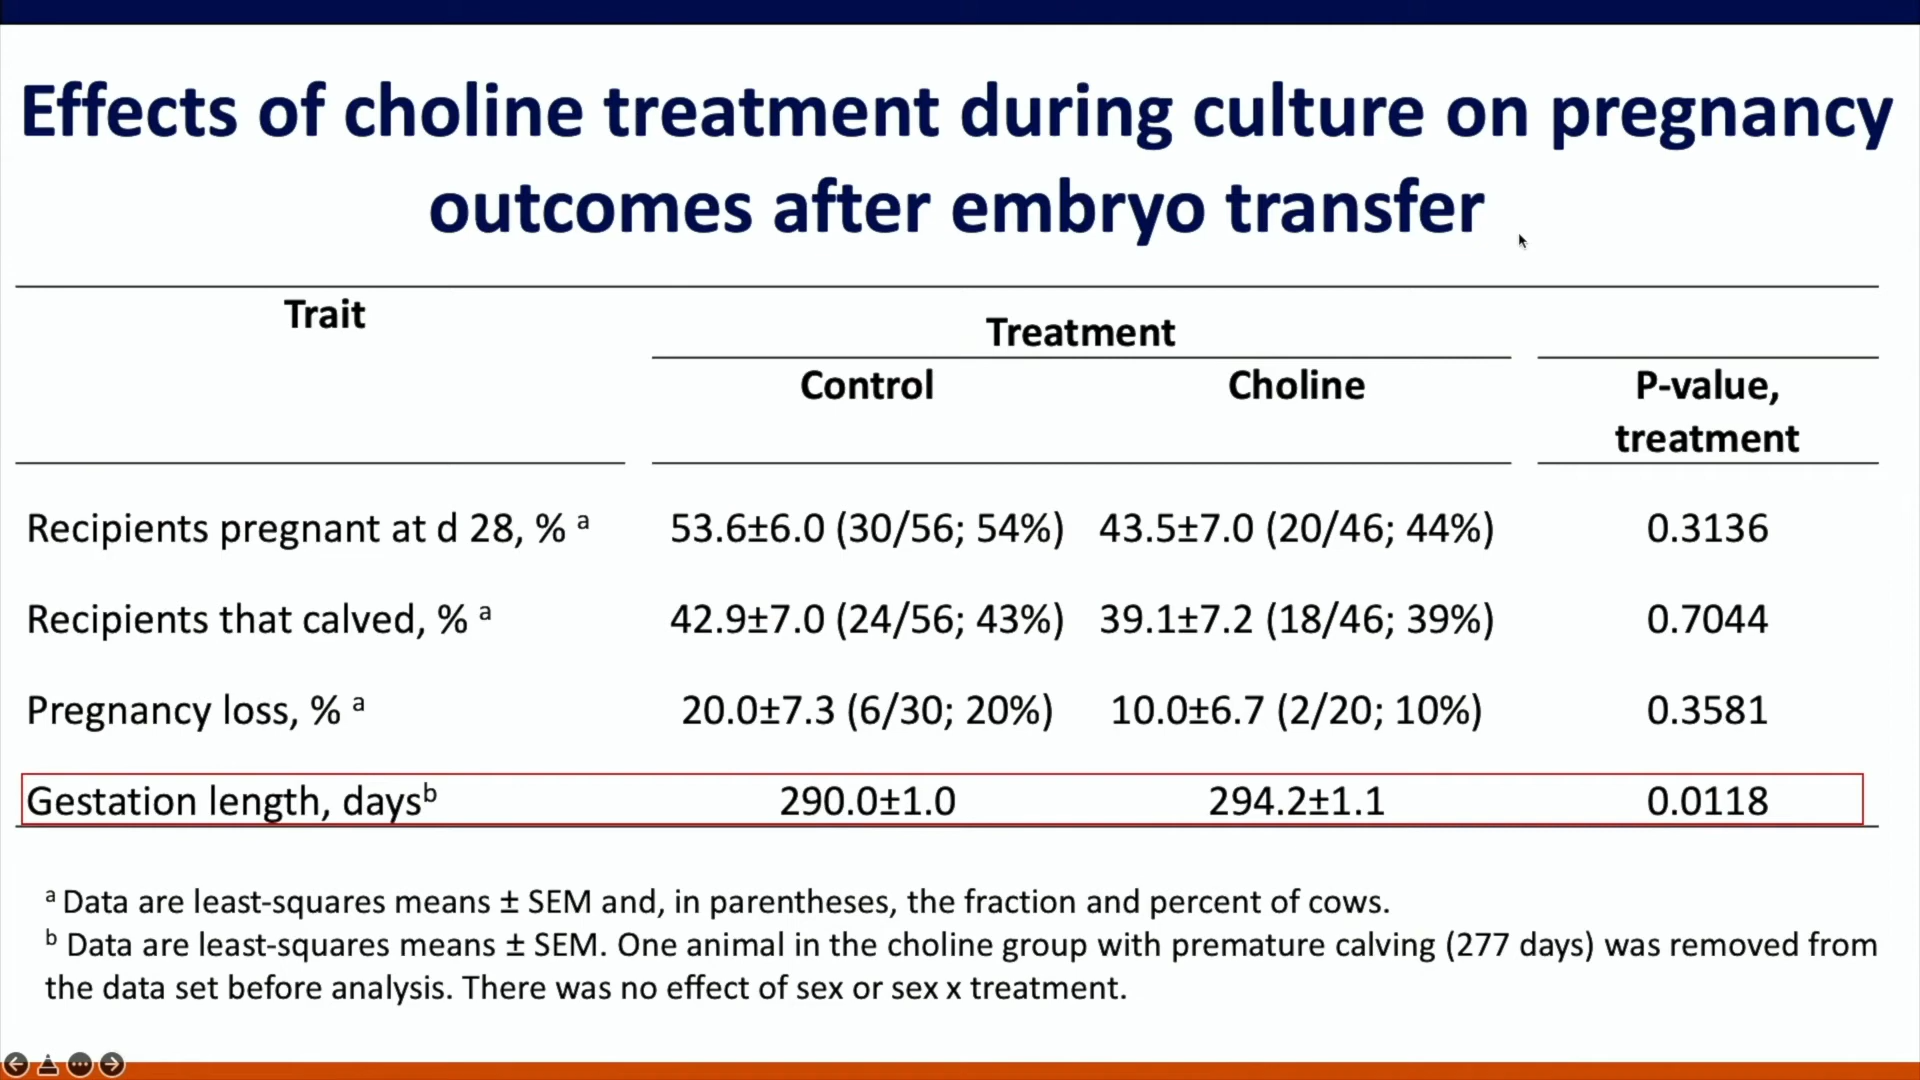 Effects of choline treatment during culture on pregnancy
outcomes after embryo transfer
Trait
Treatment
Control Choline P-value,
treatment
Recipients pregnant at d 28, % ᵃ 53.6±6.0 (30/56; 54%) 43.5±7.0 (20/46; 44%) 0.3136
Recipients that calved, % ᵃ 42.9±7.0 (24/56; 43%) 39.1±7.2 (18/46; 39%) 0.7044
Pregnancy loss, % ᵃ 20.0±7.3 (6/30; 20%) 10.0±6.7 (2/20; 10%) 0.3581
Gestation length, daysᵇ 290.0±1.0 294.2±1.1 0.0118
ᵃ Data are least-squares means ± SEM and, in parentheses, the fraction and percent of cows.
ᵇ Data are least-squares means ± SEM. One animal in the choline group with premature calving (277 days) was removed from
the data set before analysis. There was no effect of sex or sex x treatment.